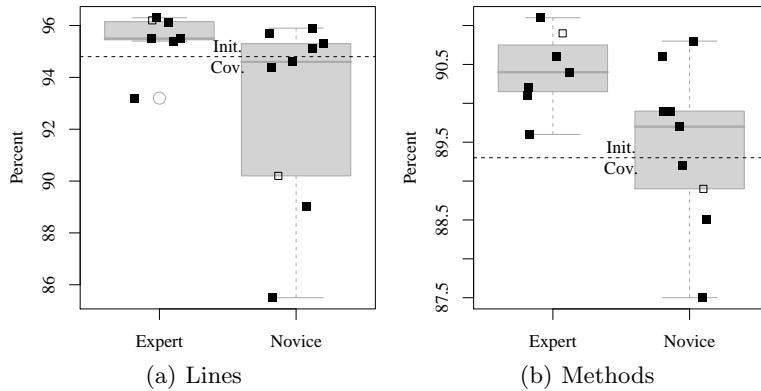 96
94
92
90
88
86
Percent
Init.
Cov.
Expert
Novice
(a) Lines
90.5
89.5
88.5
87.5
Percent
Init.
Cov.
Expert
Novice
(b) Methods